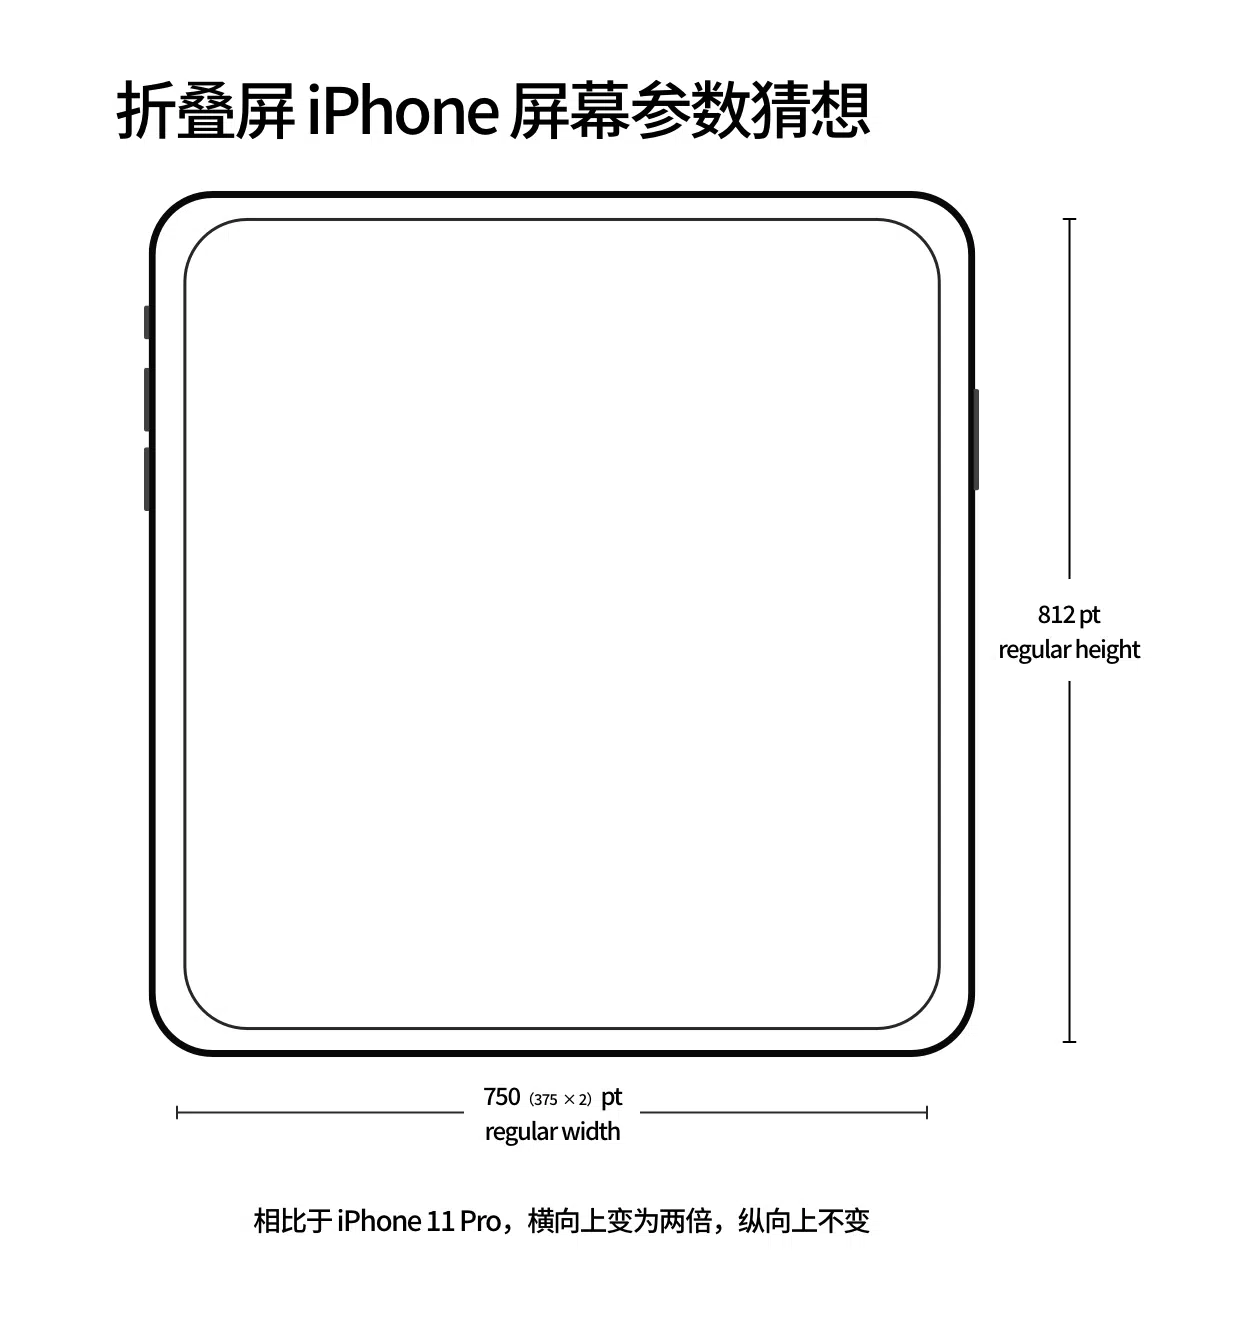 折叠屏 iPhone 屏幕参数猜想
812 pt
regular height
750（375 × 2）pt
regular width
相比于 iPhone 11 Pro，横向上变为两倍，纵向上不变